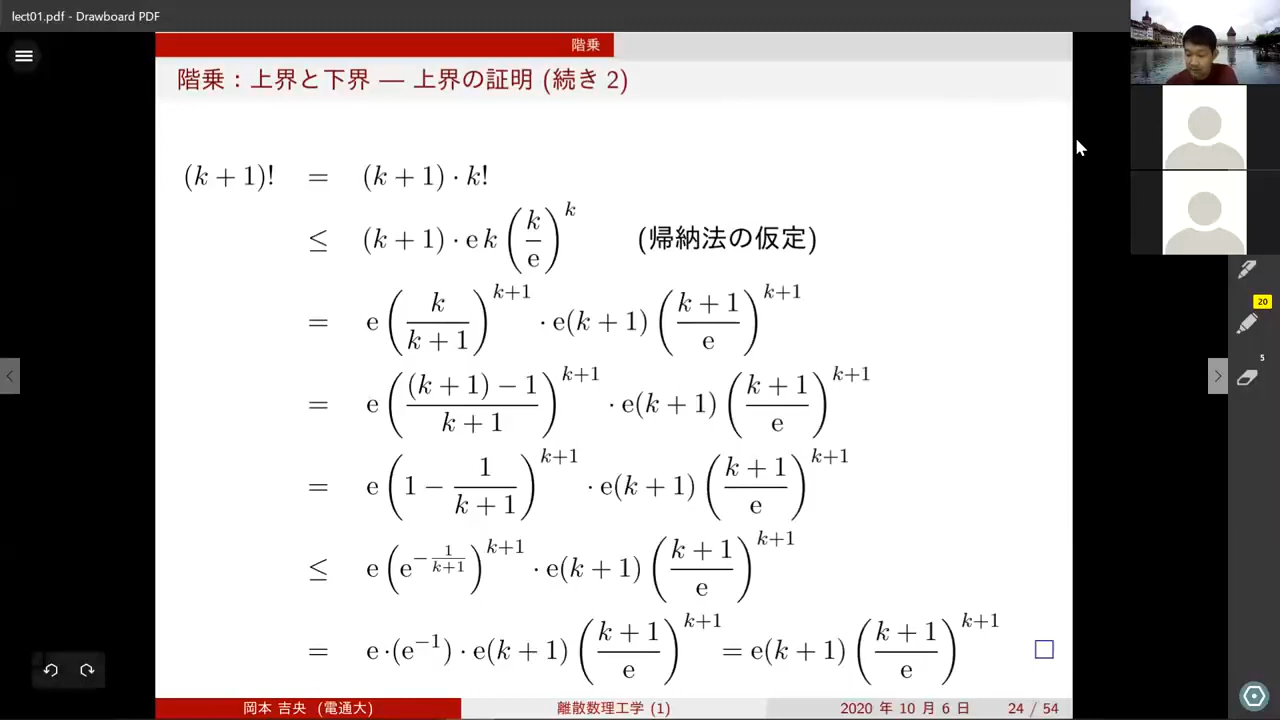 lect01.pdf - Drawboard PDF
階乗
階乗：上界と下界 — 上界の証明 (続き 2)
(k + 1)! = (k + 1) · k!
≤ (k + 1) · e k (k/e)^k (帰納法の仮定)
= e (k/(k + 1))^{k+1} · e(k + 1) ((k + 1)/e)^{k+1}
= e (((k + 1) − 1)/(k + 1))^{k+1} · e(k + 1) ((k + 1)/e)^{k+1}
= e (1 − 1/(k + 1))^{k+1} · e(k + 1) ((k + 1)/e)^{k+1}
≤ e (e^{−1/(k+1)})^{k+1} · e(k + 1) ((k + 1)/e)^{k+1}
= e·(e^{−1}) · e(k + 1) ((k + 1)/e)^{k+1} = e(k + 1) ((k + 1)/e)^{k+1} □
20
5
岡本 吉央 (電通大) 離散数理工学 (1) 2020 年 10 月 6 日 24 / 54